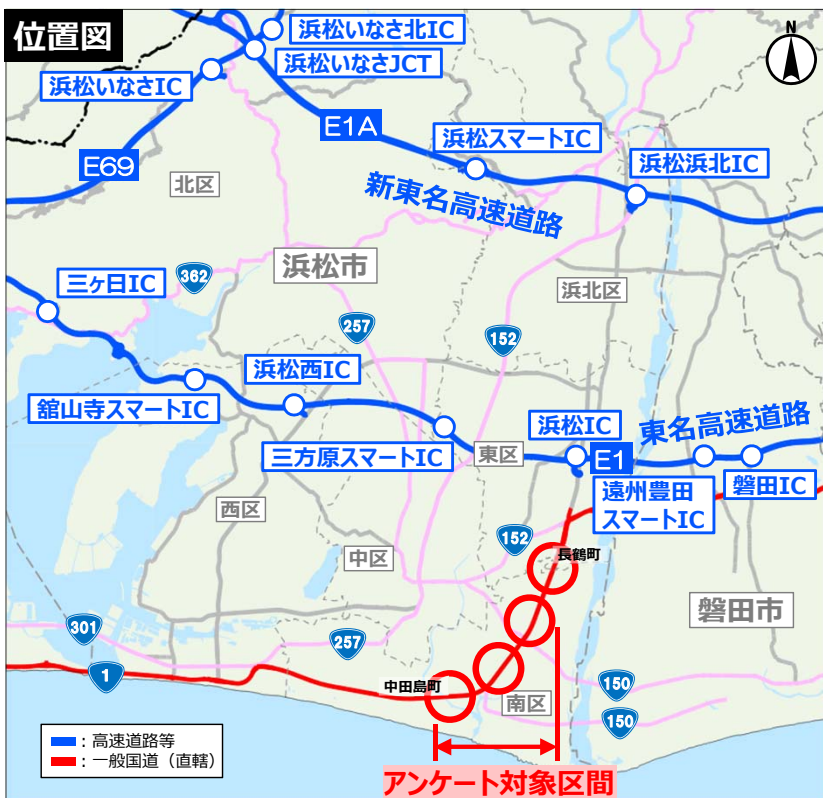 位置図
N
浜松いなさ北IC
浜松いなさJCT
浜松いなさIC
E1A
浜松スマートIC
E69
浜松浜北IC
北区
新東名高速道路
浜松市
三ヶ日IC
362
浜北区
257
152
浜松西IC
舘山寺スマートIC
東名高速道路
浜松IC
三方原スマートIC
東区
E1
磐田IC
遠州豊田
スマートIC
西区
152
中区
長鶴町
磐田市
301
257
1
中田島町
南区
150
150
:高速道路等
:一般国道(直轄)
アンケート対象区間